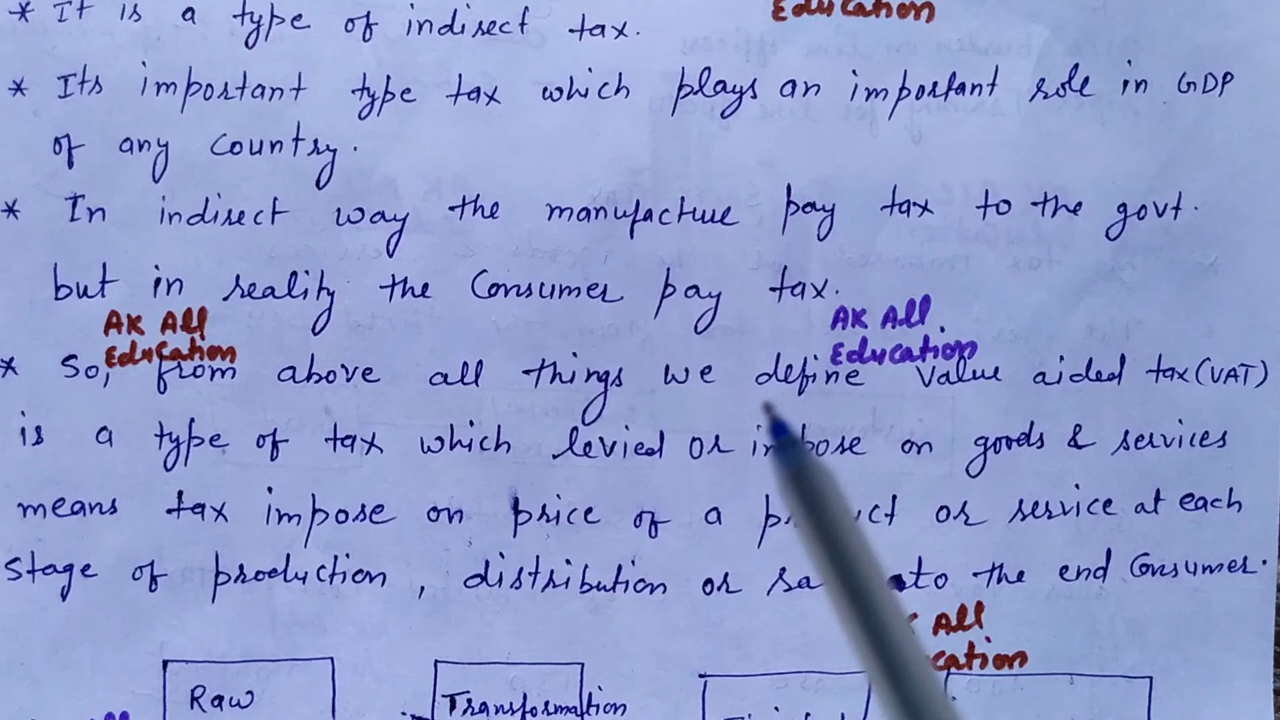 * It is a type of indirect tax.
Education
* Its important type tax which plays an important role in GDP
of any country.
* In indirect way the manufacture pay tax to the govt.
but in reality the Consumer pay tax.
AK All
Education
AK All.
Education
* So, from above all things we define Value aided tax (VAT)
is a type of tax which levied or impose on goods & services
means tax impose on price of a product or service at each
stage of production, distribution or to the end Consumer.
All
Raw
Transformation